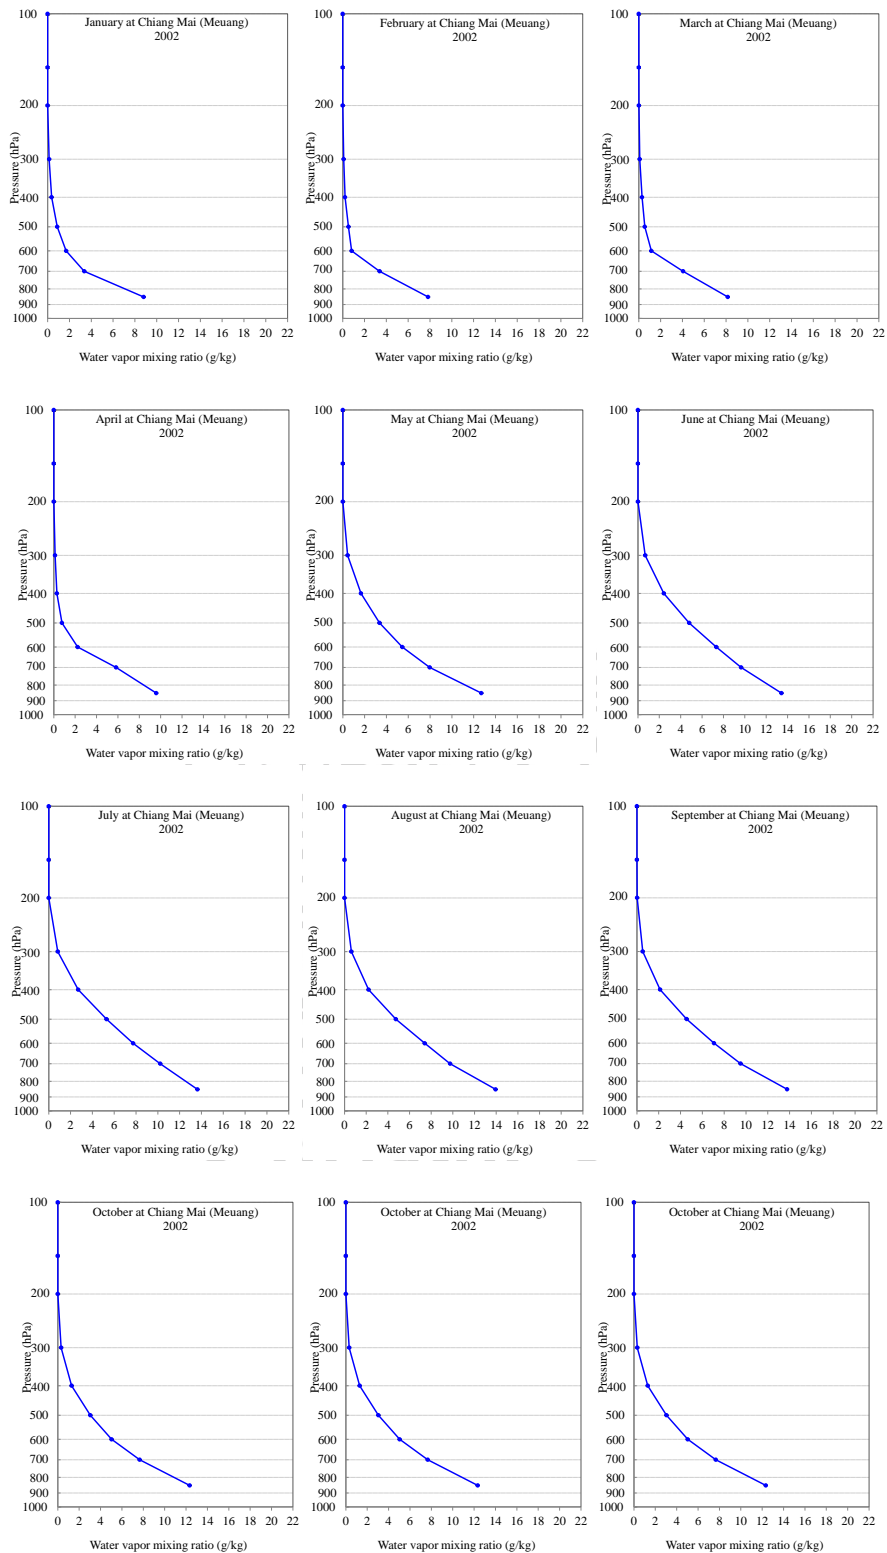 January at Chiang Mai (Meuang)
2002
100
200
300
400
500
600
700
800
900
1000
Pressure (hPa)
0 2 4 6 8 10 12 14 16 18 20 22
Water vapor mixing ratio (g/kg)
February at Chiang Mai (Meuang)
2002
100
200
300
400
500
600
700
800
900
1000
Pressure (hPa)
0 2 4 6 8 10 12 14 16 18 20 22
Water vapor mixing ratio (g/kg)
March at Chiang Mai (Meuang)
2002
100
200
300
400
500
600
700
800
900
1000
Pressure (hPa)
0 2 4 6 8 10 12 14 16 18 20 22
Water vapor mixing ratio (g/kg)
April at Chiang Mai (Meuang)
2002
100
200
300
400
500
600
700
800
900
1000
Pressure (hPa)
0 2 4 6 8 10 12 14 16 18 20 22
Water vapor mixing ratio (g/kg)
May at Chiang Mai (Meuang)
2002
100
200
300
400
500
600
700
800
900
1000
Pressure (hPa)
0 2 4 6 8 10 12 14 16 18 20 22
Water vapor mixing ratio (g/kg)
June at Chiang Mai (Meuang)
2002
100
200
300
400
500
600
700
800
900
1000
Pressure (hPa)
0 2 4 6 8 10 12 14 16 18 20 22
Water vapor mixing ratio (g/kg)
July at Chiang Mai (Meuang)
2002
100
200
300
400
500
600
700
800
900
1000
Pressure (hPa)
0 2 4 6 8 10 12 14 16 18 20 22
Water vapor mixing ratio (g/kg)
August at Chiang Mai (Meuang)
2002
100
200
300
400
500
600
700
800
900
1000
Pressure (hPa)
0 2 4 6 8 10 12 14 16 18 20 22
Water vapor mixing ratio (g/kg)
September at Chiang Mai (Meuang)
2002
100
200
300
400
500
600
700
800
900
1000
Pressure (hPa)
0 2 4 6 8 10 12 14 16 18 20 22
Water vapor mixing ratio (g/kg)
October at Chiang Mai (Meuang)
2002
100
200
300
400
500
600
700
800
900
1000
Pressure (hPa)
0 2 4 6 8 10 12 14 16 18 20 22
Water vapor mixing ratio (g/kg)
October at Chiang Mai (Meuang)
2002
100
200
300
400
500
600
700
800
900
1000
Pressure (hPa)
0 2 4 6 8 10 12 14 16 18 20 22
Water vapor mixing ratio (g/kg)
October at Chiang Mai (Meuang)
2002
100
200
300
400
500
600
700
800
900
1000
Pressure (hPa)
0 2 4 6 8 10 12 14 16 18 20 22
Water vapor mixing ratio (g/kg)